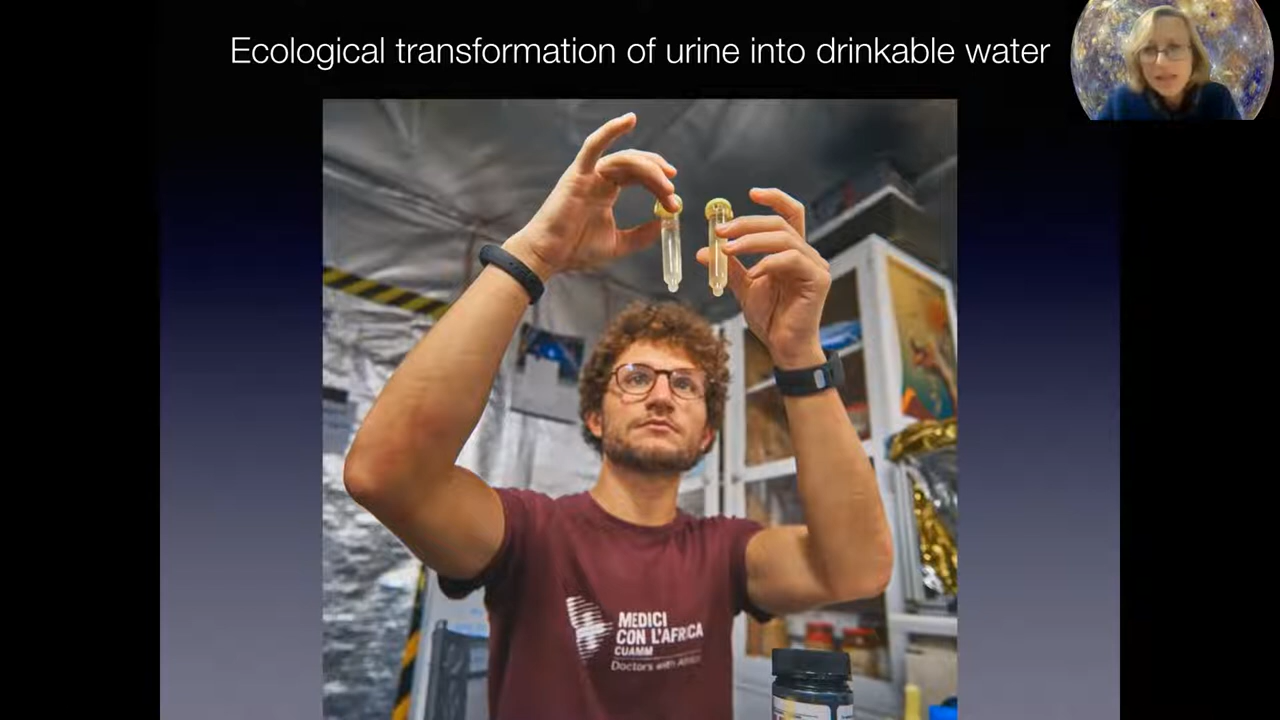 Ecological transformation of urine into drinkable water
MEDICI
CON L'AFRICA
CUAMM
Doctors with Africa